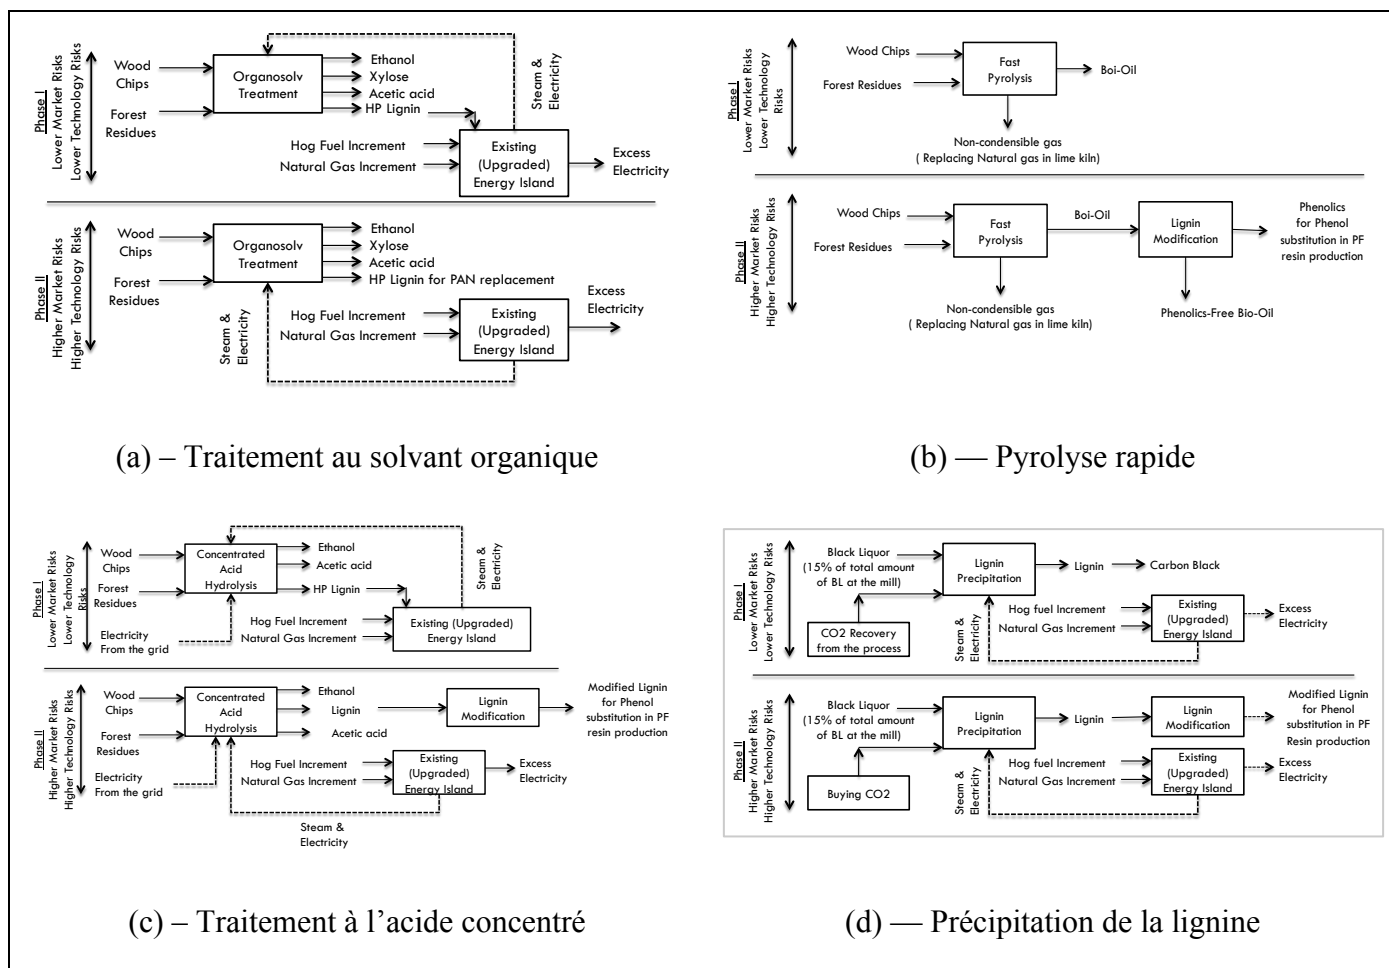 Phase I
Lower Market Risks
Lower Technology Risks
Wood
Chips
Forest
Residues
Organosolv
Treatment
Ethanol
Xylose
Acetic acid
HP Lignin
Steam &
Electricity
Hog Fuel Increment
Natural Gas Increment
Existing
(Upgraded)
Energy Island
Excess
Electricity
Phase II
Higher Market Risks
Higher Technology Risks
Wood
Chips
Forest
Residues
Organosolv
Treatment
Ethanol
Xylose
Acetic acid
HP Lignin for PAN replacement
Steam &
Electricity
Hog Fuel Increment
Natural Gas Increment
Existing
(Upgraded)
Energy Island
Excess
Electricity
(a) – Traitement au solvant organique
Phase I
Lower Market Risks
Lower Technology
Risks
Wood Chips
Forest Residues
Fast
Pyrolysis
Boi-Oil
Non-condensible gas
( Replacing Natural gas in lime kiln)
Phase II
Higher Market Risks
Higher Technology Risks
Wood Chips
Forest Residues
Fast
Pyrolysis
Boi-Oil
Lignin
Modification
Phenolics
for Phenol
substitution in PF
resin production
Non-condensible gas
( Replacing Natural gas in lime kiln)
Phenolics-Free Bio-Oil
(b) — Pyrolyse rapide
Phase I
Lower Market Risks
Lower Technology
Risks
Wood
Chips
Forest
Residues
Electricity
From the grid
Concentrated
Acid
Hydrolysis
Ethanol
Acetic acid
HP Lignin
Steam &
Electricity
Hog Fuel Increment
Natural Gas Increment
Existing (Upgraded)
Energy Island
Phase II
Higher Market Risks
Higher Technology Risks
Wood
Chips
Forest
Residues
Electricity
From the grid
Concentrated
Acid
Hydrolysis
Ethanol
Lignin
Acetic acid
Lignin
Modification
Modified Lignin
for Phenol
substitution in PF
resin production
Hog Fuel Increment
Natural Gas Increment
Existing
(Upgraded)
Energy Island
Excess
Electricity
Steam &
Electricity
(c) – Traitement à l’acide concentré
Phase I
Lower Market Risks
Lower Technology Risks
Black Liquor
(15% of total amount
of BL at the mill)
CO2 Recovery
from the process
Lignin
Precipitation
Lignin
Carbon Black
Steam &
Electricity
Hog fuel Increment
Natural Gas Increment
Existing
(Upgraded)
Energy Island
Excess
Electricity
Phase II
Higher Market Risks
Higher Technology Risks
Black Liquor
(15% of total amount
of BL at the mill)
Buying CO2
Lignin
Precipitation
Lignin
Lignin
Modification
Modified Lignin
for Phenol
substitution in PF
Resin production
Steam &
Electricity
Hog Fuel Increment
Natural Gas Increment
Existing
(Upgraded)
Energy Island
Excess
Electricity
(d) — Précipitation de la lignine